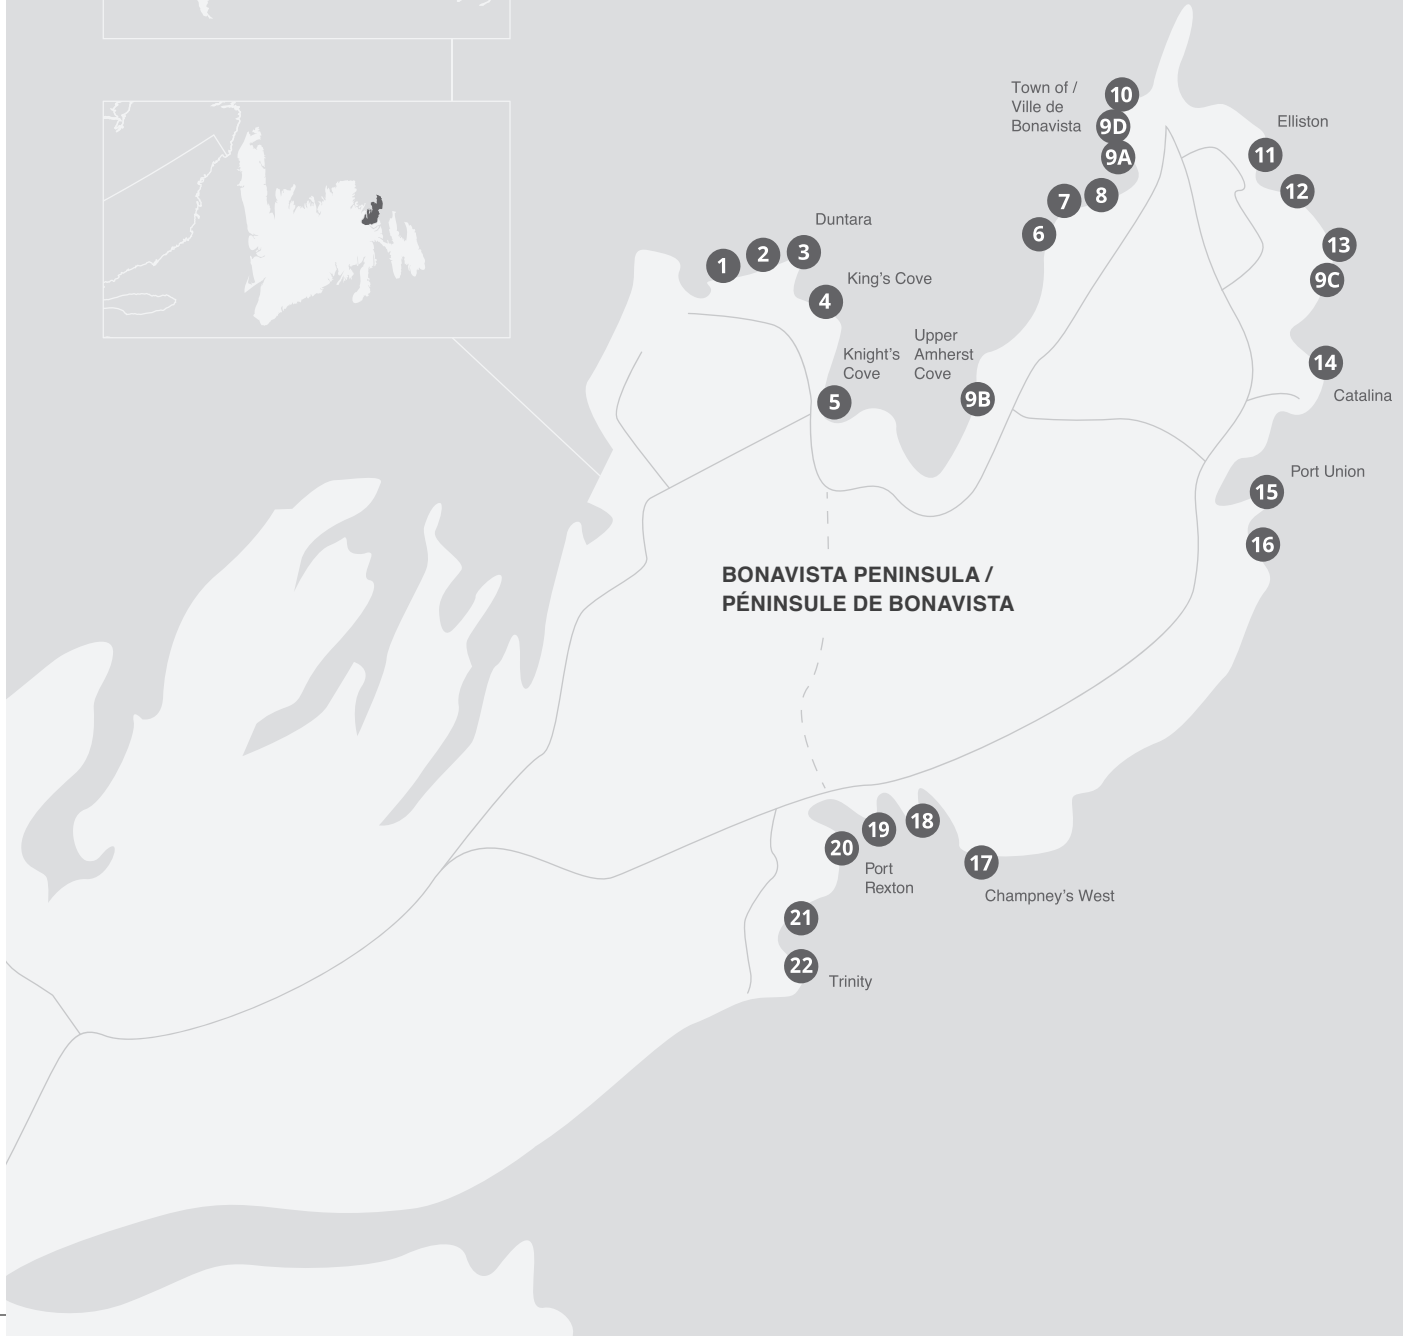 10
Town of /
Ville de
Bonavista
9D
9A
Elliston
11
12
7
8
6
Duntara
1
2
3
13
9C
King's Cove
4
Knight's
Cove
5
Upper
Amherst
Cove
9B
14
Catalina
Port Union
15
16
BONAVISTA PENINSULA /
PÉNINSULE DE BONAVISTA
18
19
20
Port
Rexton
17
Champney's West
21
22
Trinity